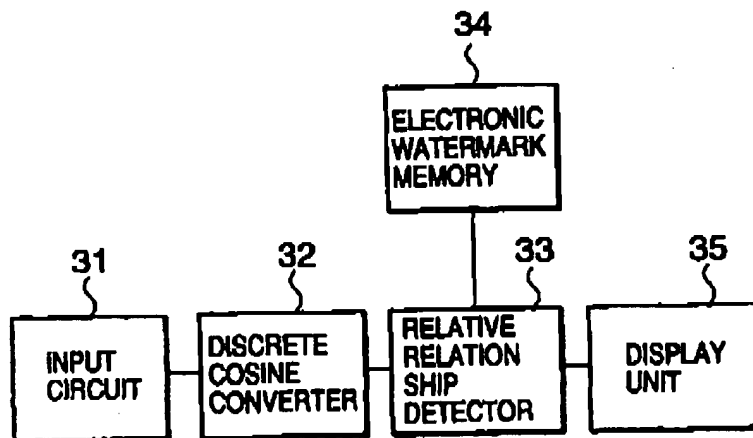 34
ELECTRONIC
WATERMARK
MEMORY
31
32
33
35
INPUT
CIRCUIT
DISCRETE
COSINE
CONVERTER
RELATIVE
RELATION
SHIP
DETECTOR
DISPLAY
UNIT